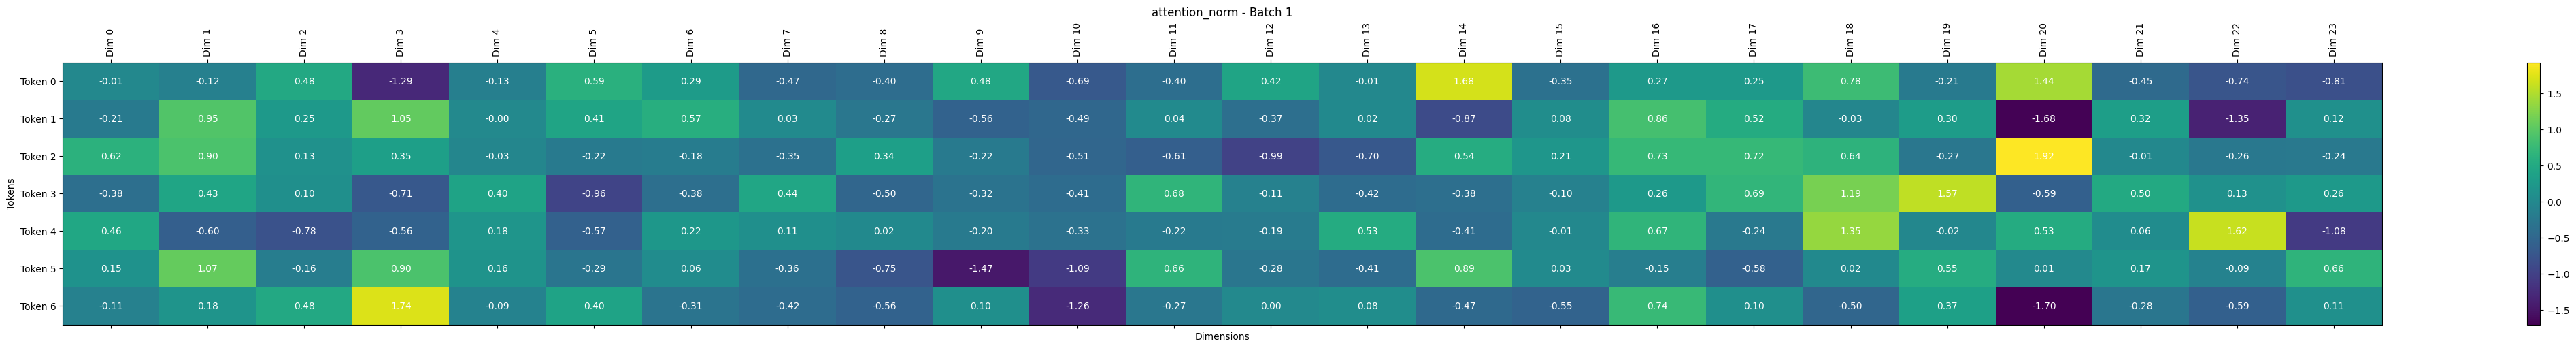 attention_norm - Batch 1
Dim 0 Dim 1 Dim 2 Dim 3 Dim 4 Dim 5 Dim 6 Dim 7 Dim 8 Dim 9 Dim 10 Dim 11 Dim 12 Dim 13 Dim 14 Dim 15 Dim 16 Dim 17 Dim 18 Dim 19 Dim 20 Dim 21 Dim 22 Dim 23
Token 0 -0.01 -0.12 0.48 -1.29 -0.13 0.59 0.29 -0.47 -0.40 0.48 -0.69 -0.40 0.42 -0.01 1.68 -0.35 0.27 0.25 0.78 -0.21 1.44 -0.45 -0.74 -0.81
Token 1 -0.21 0.95 0.25 1.05 -0.00 0.41 0.57 0.03 -0.27 -0.56 -0.49 0.04 -0.37 0.02 -0.87 0.08 0.86 0.52 -0.03 0.30 -1.68 0.32 -1.35 0.12
Token 2 0.62 0.90 0.13 0.35 -0.03 -0.22 -0.18 -0.35 0.34 -0.22 -0.51 -0.61 -0.99 -0.70 0.54 0.21 0.73 0.72 0.64 -0.27 1.92 -0.01 -0.26 -0.24
Token 3 -0.38 0.43 0.10 -0.71 0.40 -0.96 -0.38 0.44 -0.50 -0.32 -0.41 0.68 -0.11 -0.42 -0.38 -0.10 0.26 0.69 1.19 1.57 -0.59 0.50 0.13 0.26
Token 4 0.46 -0.60 -0.78 -0.56 0.18 -0.57 0.22 0.11 0.02 -0.20 -0.33 -0.22 -0.19 0.53 -0.41 -0.01 0.67 -0.24 1.35 -0.02 0.53 0.06 1.62 -1.08
Token 5 0.15 1.07 -0.16 0.90 0.16 -0.29 0.06 -0.36 -0.75 -1.47 -1.09 0.66 -0.28 -0.41 0.89 0.03 -0.15 -0.58 0.02 0.55 0.01 0.17 -0.09 0.66
Token 6 -0.11 0.18 0.48 1.74 -0.09 0.40 -0.31 -0.42 -0.56 0.10 -1.26 -0.27 0.00 0.08 -0.47 -0.55 0.74 0.10 -0.50 0.37 -1.70 -0.28 -0.59 0.11
Tokens
Dimensions
1.5
1.0
0.5
0.0
−0.5
−1.0
−1.5